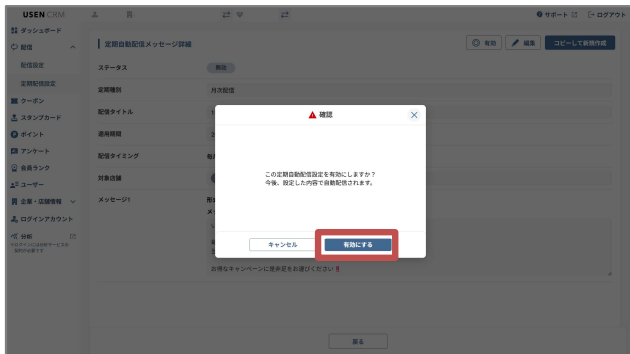 USEN CRM
サポート
ログアウト
ダッシュボード
配信
配信設定
定期配信設定
クーポン
スタンプカード
ポイント
アンケート
会員ランク
ユーザー
企業・店舗情報
ログインアカウント
分析
定期自動配信メッセージ詳細
有効
編集
コピーして新規作成
ステータス
無効
定期種別
月次配信
配信タイトル
適用期間
配信タイミング
対象店舗
メッセージ1
確認
この定期自動配信設定を有効にしますか？
今後、設定した内容で自動配信されます。
キャンセル
有効にする
お得なキャンペーンに是非足をお運びください‼
戻る